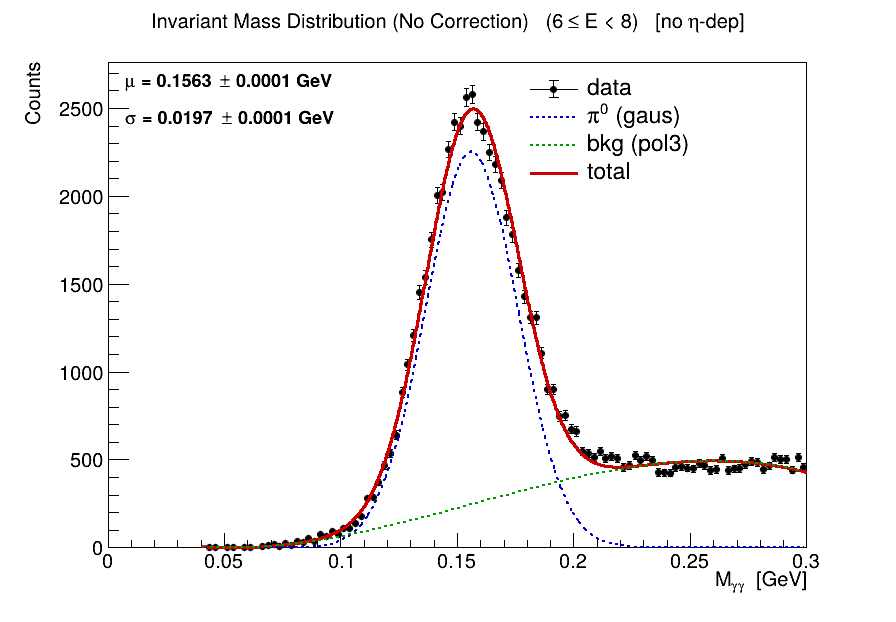 Invariant Mass Distribution (No Correction) (6 ≤ E < 8) [no η-dep]
Counts
μ = 0.1563 ± 0.0001 GeV
σ = 0.0197 ± 0.0001 GeV
data
π⁰ (gaus)
bkg (pol3)
total
2500
2000
1500
1000
500
0
0 0.05 0.1 0.15 0.2 0.25 0.3
Mγγ [GeV]